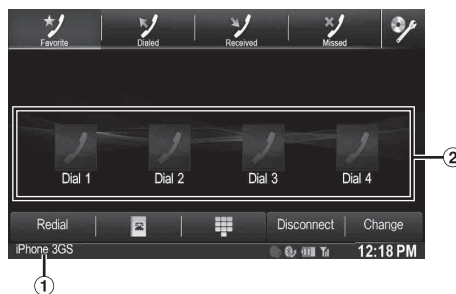 Favorite Dialed Received Missed
Dial 1 Dial 2 Dial 3 Dial 4
②
Redial Disconnect Change
iPhone 3GS 12:18 PM
①